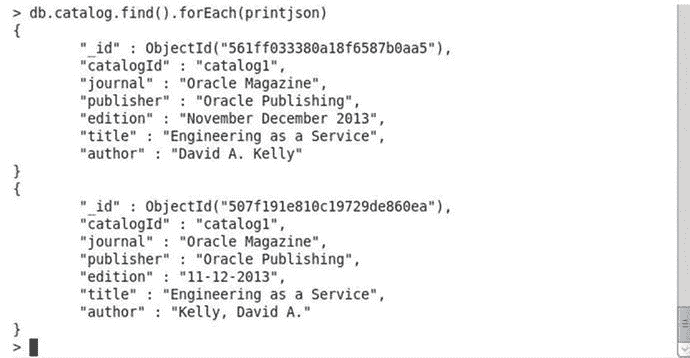 > db.catalog.find().forEach(printjson)
{
"_id" : ObjectId("561ff033380a18f6587b0aa5"),
"catalogId" : "catalog1",
"journal" : "Oracle Magazine",
"publisher" : "Oracle Publishing",
"edition" : "November December 2013",
"title" : "Engineering as a Service",
"author" : "David A. Kelly"
}
{
"_id" : ObjectId("507f191e810c19729de860ea"),
"catalogId" : "catalog1",
"journal" : "Oracle Magazine",
"publisher" : "Oracle Publishing",
"edition" : "11-12-2013",
"title" : "Engineering as a Service",
"author" : "Kelly, David A."
}
>